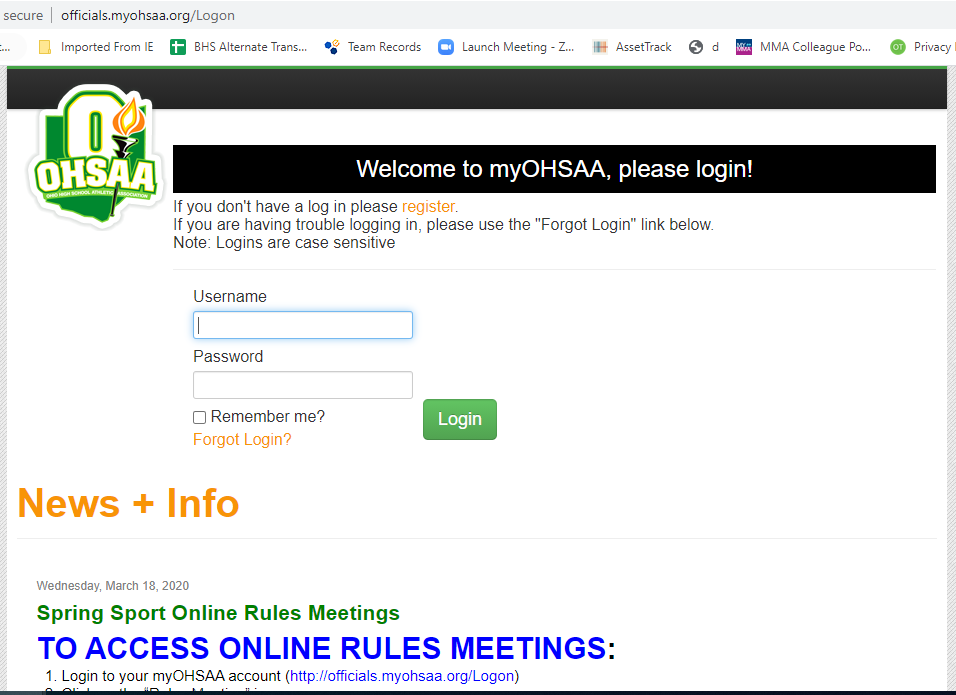 secure | officials.myohsaa.org/Logon
t... Imported From IE BHS Alternate Trans... Team Records Launch Meeting - Z... AssetTrack d MY MMA MMA Colleague Po... OT Privacy
O
OHSAA
OHIO HIGH SCHOOL ATHLETIC ASSOCIATION
Welcome to myOHSAA, please login!
If you don't have a log in please register.
If you are having trouble logging in, please use the "Forgot Login" link below.
Note: Logins are case sensitive
Username
Password
Remember me?
Login
Forgot Login?
News + Info
Wednesday, March 18, 2020
Spring Sport Online Rules Meetings
TO ACCESS ONLINE RULES MEETINGS:
1. Login to your myOHSAA account (http://officials.myohsaa.org/Logon)